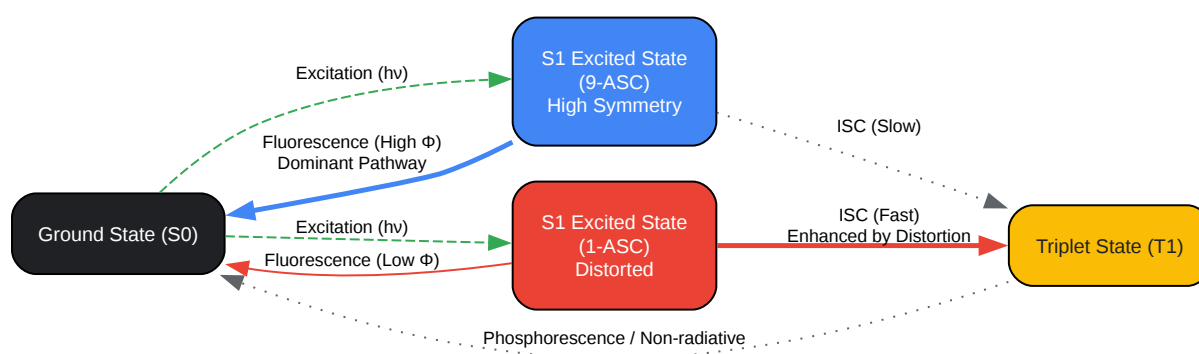 S1 Excited State
(9-ASC)
High Symmetry
Excitation (hν)
ISC (Slow)
Fluorescence (High Φ)
Dominant Pathway
Ground State (S0)
Excitation (hν)
Fluorescence (Low Φ)
S1 Excited State
(1-ASC)
Distorted
ISC (Fast)
Enhanced by Distortion
Triplet State (T1)
Phosphorescence / Non-radiative